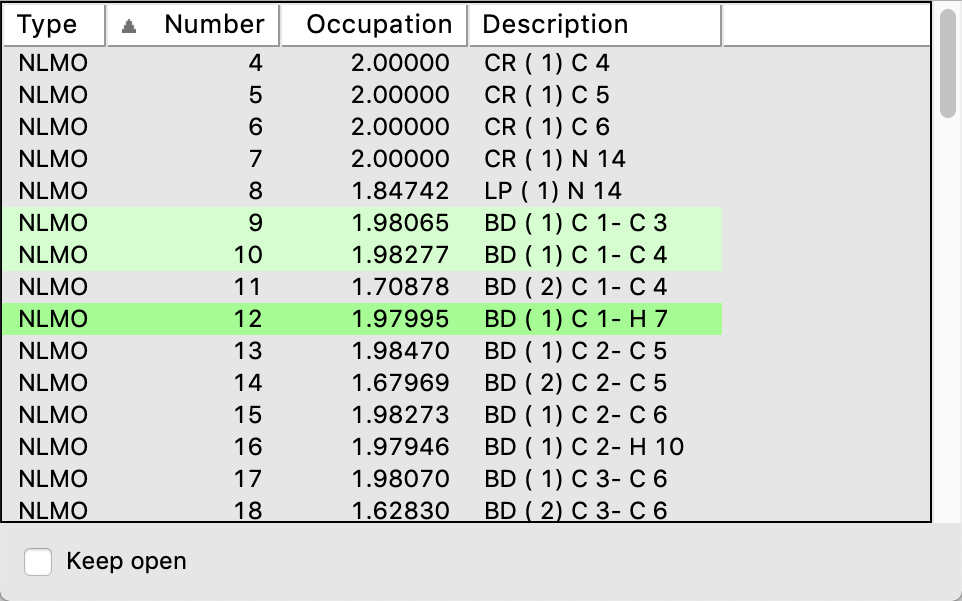 Type Number Occupation Description
NLMO 4 2.00000 CR ( 1) C 4
NLMO 5 2.00000 CR ( 1) C 5
NLMO 6 2.00000 CR ( 1) C 6
NLMO 7 2.00000 CR ( 1) N 14
NLMO 8 1.84742 LP ( 1) N 14
NLMO 9 1.98065 BD ( 1) C 1- C 3
NLMO 10 1.98277 BD ( 1) C 1- C 4
NLMO 11 1.70878 BD ( 2) C 1- C 4
NLMO 12 1.97995 BD ( 1) C 1- H 7
NLMO 13 1.98470 BD ( 1) C 2- C 5
NLMO 14 1.67969 BD ( 2) C 2- C 5
NLMO 15 1.98273 BD ( 1) C 2- C 6
NLMO 16 1.97946 BD ( 1) C 2- H 10
NLMO 17 1.98070 BD ( 1) C 3- C 6
NLMO 18 1.62830 BD ( 2) C 3- C 6
Keep open